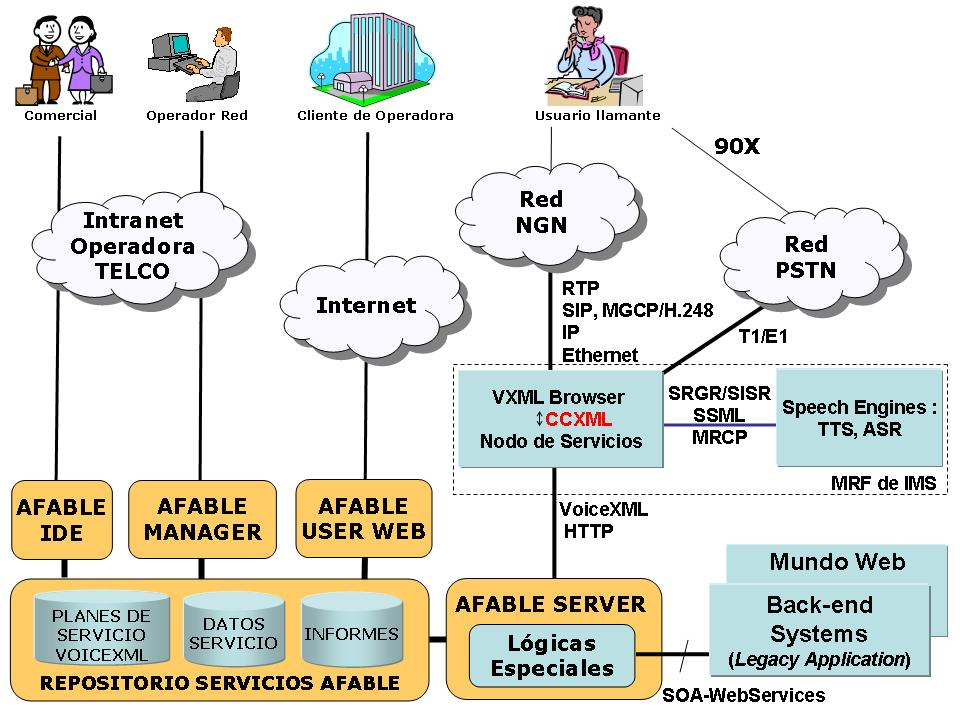 Comercial
Operador Red
Cliente de Operadora
Usuario llamante
90X
Intranet
Operadora
TELCO
Internet
Red
NGN
Red
PSTN
RTP
SIP, MGCP/H.248
IP
Ethernet
T1/E1
VXML Browser
↕CCXML
Nodo de Servicios
SRGR/SISR
SSML
MRCP
Speech Engines :
TTS, ASR
MRF de IMS
AFABLE
IDE
AFABLE
MANAGER
AFABLE
USER WEB
VoiceXML
HTTP
PLANES DE
SERVICIO
VOICEXML
DATOS
SERVICIO
INFORMES
REPOSITORIO SERVICIOS AFABLE
AFABLE SERVER
Lógicas
Especiales
Mundo Web
Back-end
Systems
(Legacy Application)
SOA-WebServices